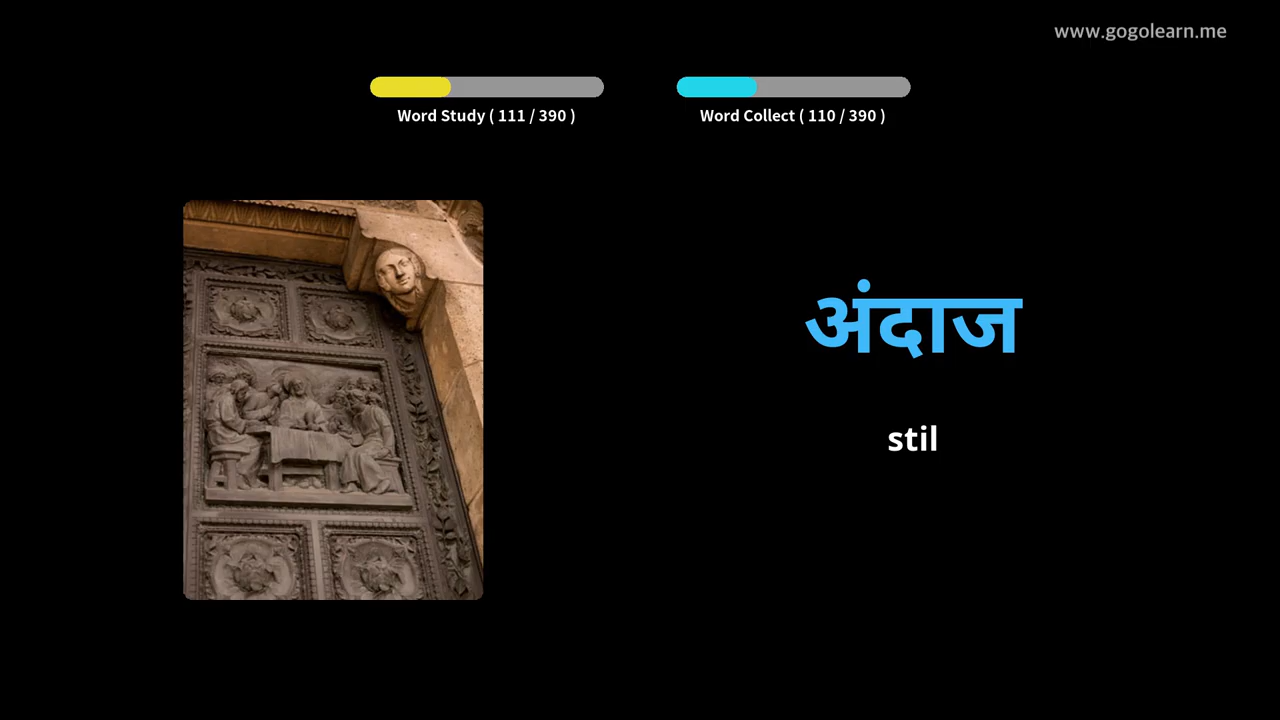 www.gogolearn.me
Word Study ( 111 / 390 )
Word Collect ( 110 / 390 )
अंदाज
stil